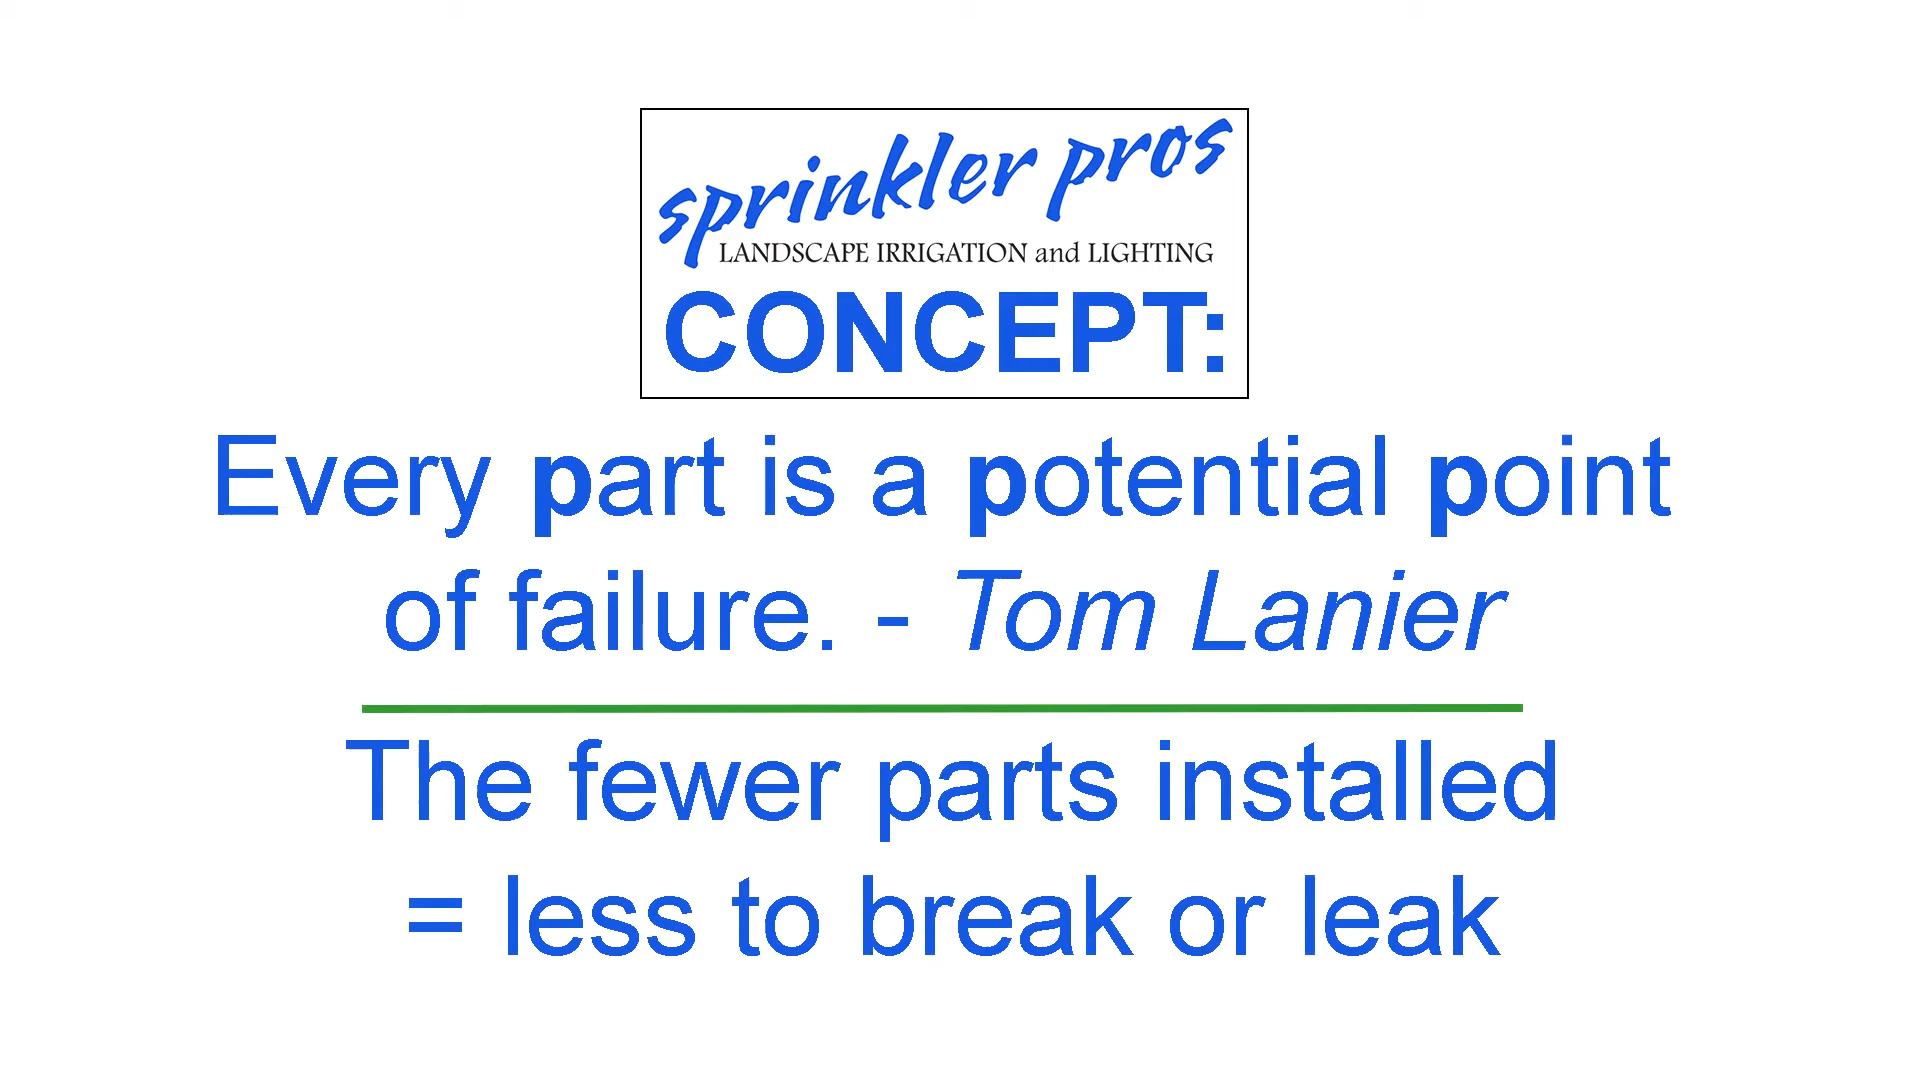 sprinkler pros
LANDSCAPE IRRIGATION and LIGHTING
CONCEPT:
Every part is a potential point
of failure. - Tom Lanier
The fewer parts installed
= less to break or leak